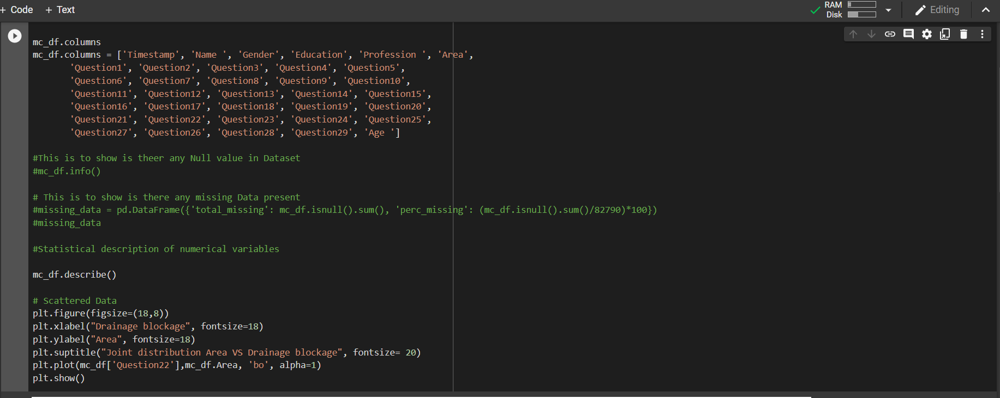 + Code + Text
RAM
Disk
Editing
mc_df.columns
mc_df.columns = ['Timestamp', 'Name ', 'Gender', 'Education', 'Profession ', 'Area',
'Question1', 'Question2', 'Question3', 'Question4', 'Question5',
'Question6', 'Question7', 'Question8', 'Question9', 'Question10',
'Question11', 'Question12', 'Question13', 'Question14', 'Question15',
'Question16', 'Question17', 'Question18', 'Question19', 'Question20',
'Question21', 'Question22', 'Question23', 'Question24', 'Question25',
'Question27', 'Question26', 'Question28', 'Question29', 'Age ']
#This is to show is theer any Null value in Dataset
#mc_df.info()
# This is to show is there any missing Data present
#missing_data = pd.DataFrame({'total_missing': mc_df.isnull().sum(), 'perc_missing': (mc_df.isnull().sum()/82790)*100})
#missing_data
#Statistical description of numerical variables
mc_df.describe()
# Scattered Data
plt.figure(figsize=(18,8))
plt.xlabel("Drainage blockage", fontsize=18)
plt.ylabel("Area", fontsize=18)
plt.suptitle("Joint distribution Area VS Drainage blockage", fontsize= 20)
plt.plot(mc_df['Question22'],mc_df.Area, 'bo', alpha=1)
plt.show()